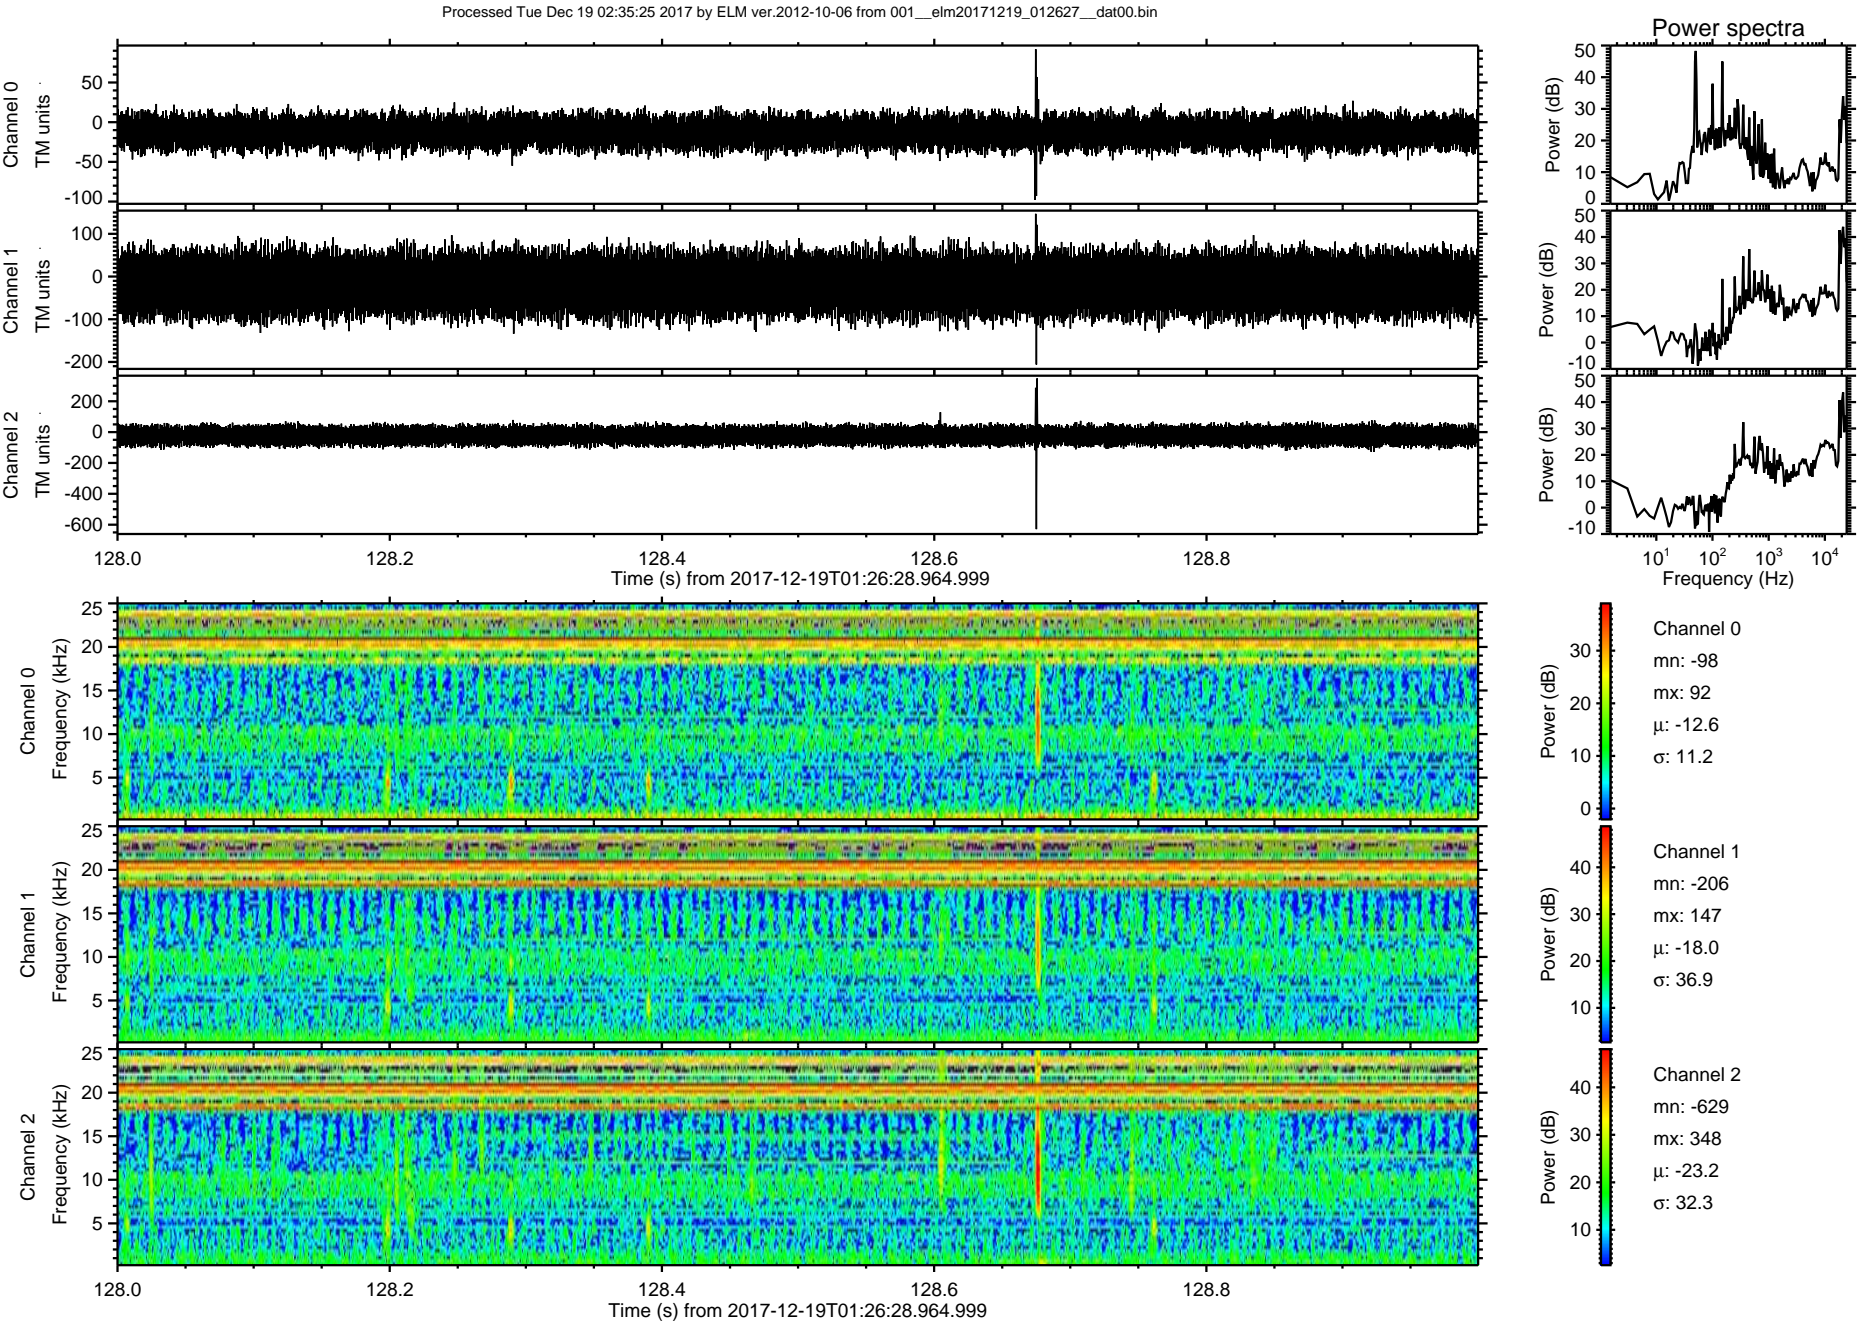 Processed Tue Dec 19 02:35:25 2017 by ELM ver.2012-10-06 from 001__elm20171219_012627__dat00.bin
Power spectra
Channel 0
TM units
50
0
-50
-100
Power (dB)
50
40
30
20
10
0
Channel 1
TM units
100
0
-100
-200
Power (dB)
50
40
30
20
10
0
-10
Channel 2
TM units
200
0
-200
-400
-600
Power (dB)
50
40
30
20
10
0
-10
128.0 128.2 128.4 128.6 128.8
Time (s) from 2017-12-19T01:26:28.964.999
10^1 10^2 10^3 10^4
Frequency (Hz)
Channel 0
Frequency (kHz)
25
20
15
10
5
Power (dB)
30
20
10
0
Channel 0
mn: -98
mx: 92
μ: -12.6
σ: 11.2
Channel 1
Frequency (kHz)
25
20
15
10
5
Power (dB)
40
30
20
10
Channel 1
mn: -206
mx: 147
μ: -18.0
σ: 36.9
Channel 2
Frequency (kHz)
25
20
15
10
5
Power (dB)
40
30
20
10
Channel 2
mn: -629
mx: 348
μ: -23.2
σ: 32.3
128.0 128.2 128.4 128.6 128.8
Time (s) from 2017-12-19T01:26:28.964.999